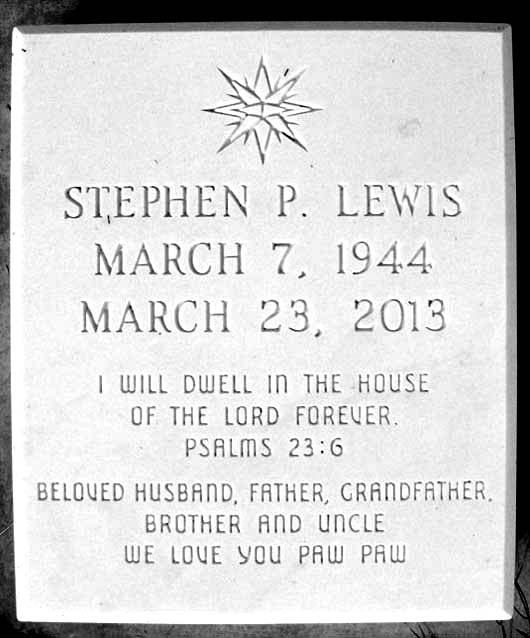 STEPHEN P. LEWIS
MARCH 7, 1944
MARCH 23, 2013
I WILL DWELL IN THE HOUSE
OF THE LORD FOREVER.
PSALMS 23:6
BELOVED HUSBAND, FATHER, GRANDFATHER,
BROTHER AND UNCLE
WE LOVE YOU PAW PAW